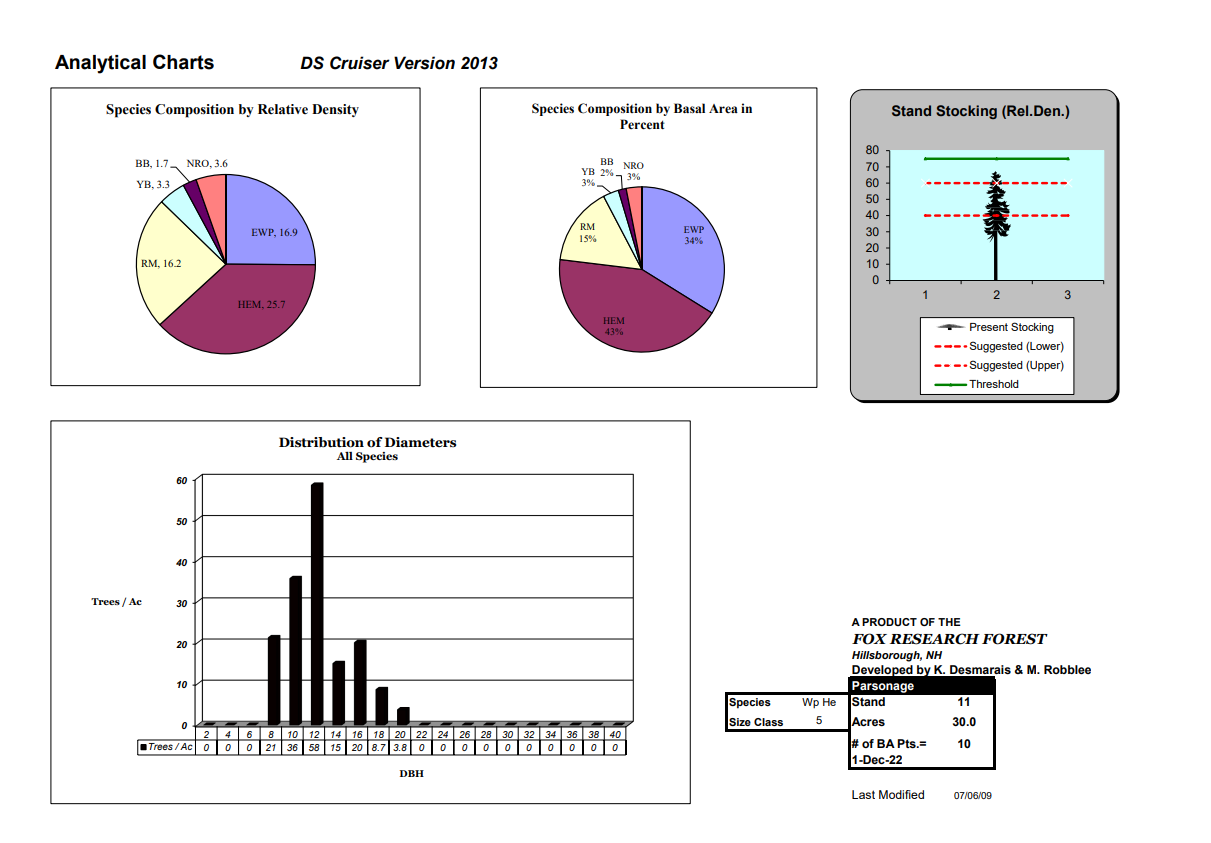 Analytical Charts DS Cruiser Version 2013
Species Composition by Relative Density
BB, 1.7 NRO, 3.6
YB, 3.3
EWP, 16.9
RM, 16.2
HEM, 25.7
Species Composition by Basal Area in
Percent
BB
2%
NRO
3%
YB
3%
RM
15%
EWP
34%
HEM
43%
Stand Stocking (Rel.Den.)
80
70
60
50
40
30
20
10
0
1 2 3
Present Stocking
Suggested (Lower)
Suggested (Upper)
Threshold
Distribution of Diameters
All Species
60
50
40
30
20
10
0
Trees / Ac
2 4 6 8 10 12 14 16 18 20 22 24 26 28 30 32 34 36 38 40
Trees / Ac 0 0 0 21 36 58 15 20 8.7 3.8 0 0 0 0 0 0 0 0 0 0
DBH
A PRODUCT OF THE
FOX RESEARCH FOREST
Hillsborough, NH
Developed by K. Desmarais & M. Robblee
Parsonage
Species Wp He
Size Class 5
Stand 11
Acres 30.0
# of BA Pts.= 10
1-Dec-22
Last Modified 07/06/09